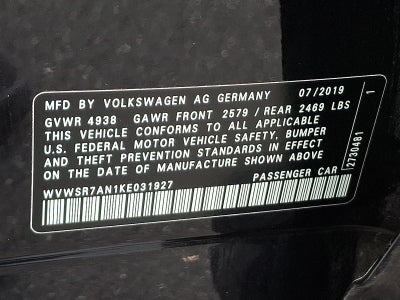 MFD BY VOLKSWAGEN AG GERMANY 07/2019
GVWR 4938 GAWR FRONT 2579 / REAR 2469 LBS
THIS VEHICLE CONFORMS TO ALL APPLICABLE
U.S. FEDERAL MOTOR VEHICLE SAFETY, BUMPER
AND THEFT PREVENTION STANDARDS IN EFFECT
ON THE DATE OF MANUFACTURE SHOWN ABOVE.
WVWSR7AN1KE031927 PASSENGER CAR
2730481 1